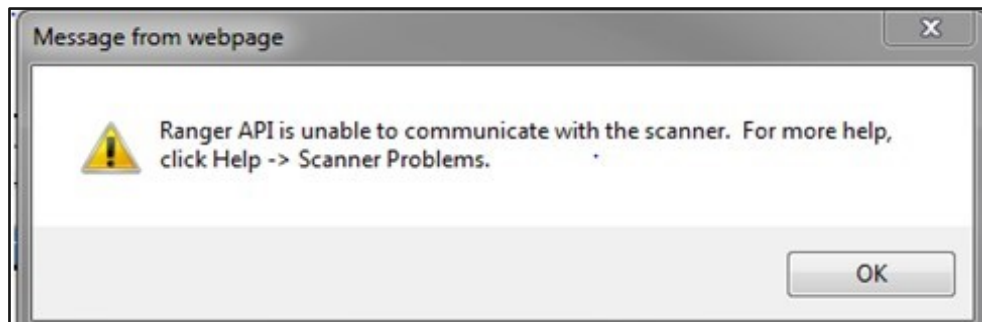 Message from webpage
Ranger API is unable to communicate with the scanner.  For more help,
click Help -> Scanner Problems.
OK